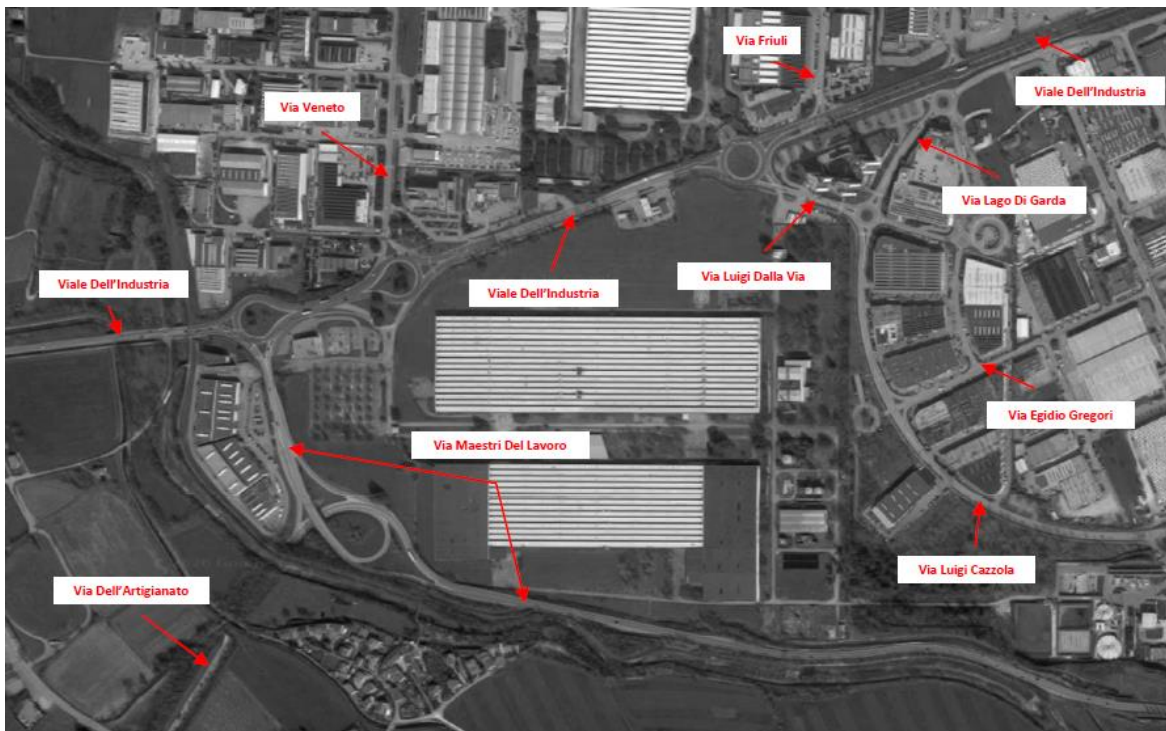 Via Friuli
Viale Dell'Industria
Via Veneto
Via Lago Di Garda
Via Luigi Dalla Via
Viale Dell'Industria
Viale Dell'Industria
Via Egidio Gregori
Via Maestri Del Lavoro
Via Luigi Cazzola
Via Dell'Artigianato